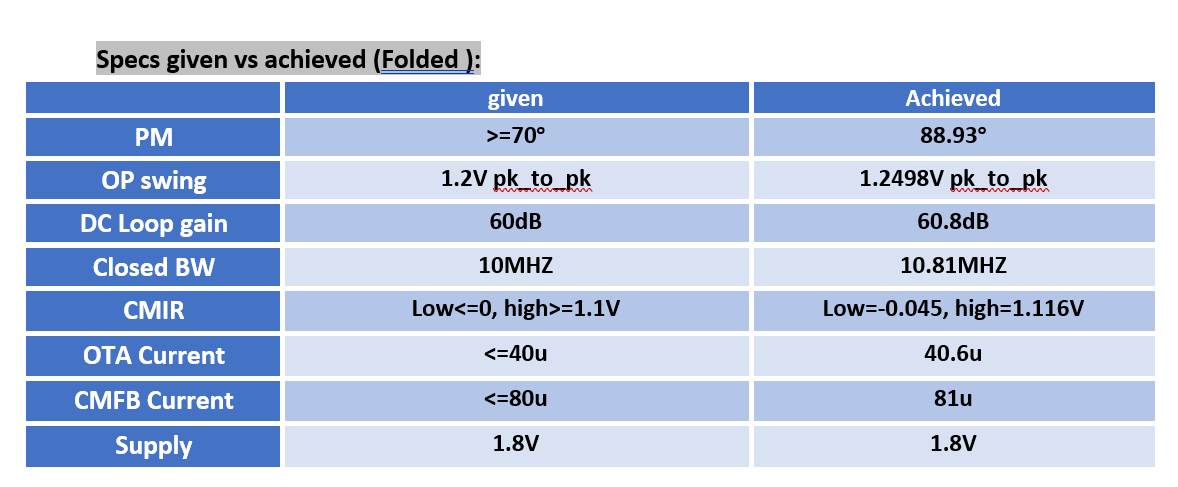 Specs given vs achieved (Folded ):
given Achieved
PM >=70° 88.93°
OP swing 1.2V pk_to_pk 1.2498V pk_to_pk
DC Loop gain 60dB 60.8dB
Closed BW 10MHZ 10.81MHZ
CMIR Low<=0, high>=1.1V Low=-0.045, high=1.116V
OTA Current <=40u 40.6u
CMFB Current <=80u 81u
Supply 1.8V 1.8V